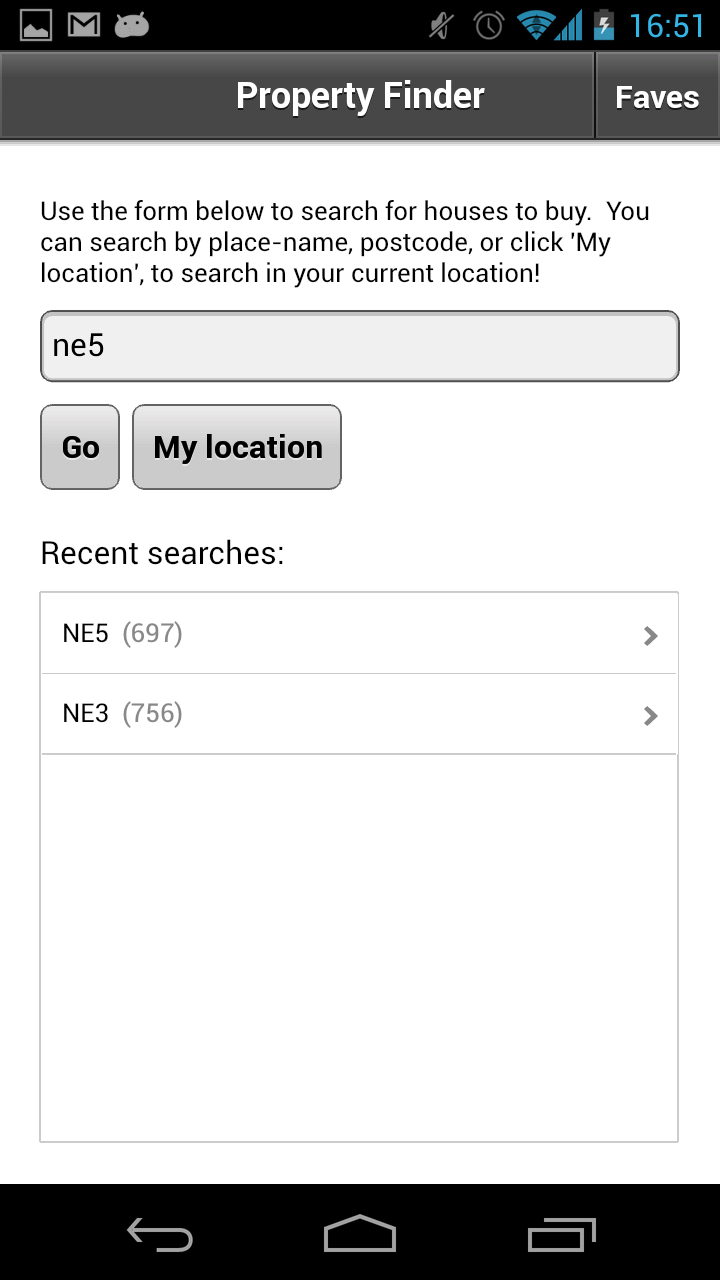 16:51
Property Finder
Faves
Use the form below to search for houses to buy.  You
can search by place-name, postcode, or click 'My
location', to search in your current location!
ne5
Go
My location
Recent searches:
NE5 (697)
NE3 (756)